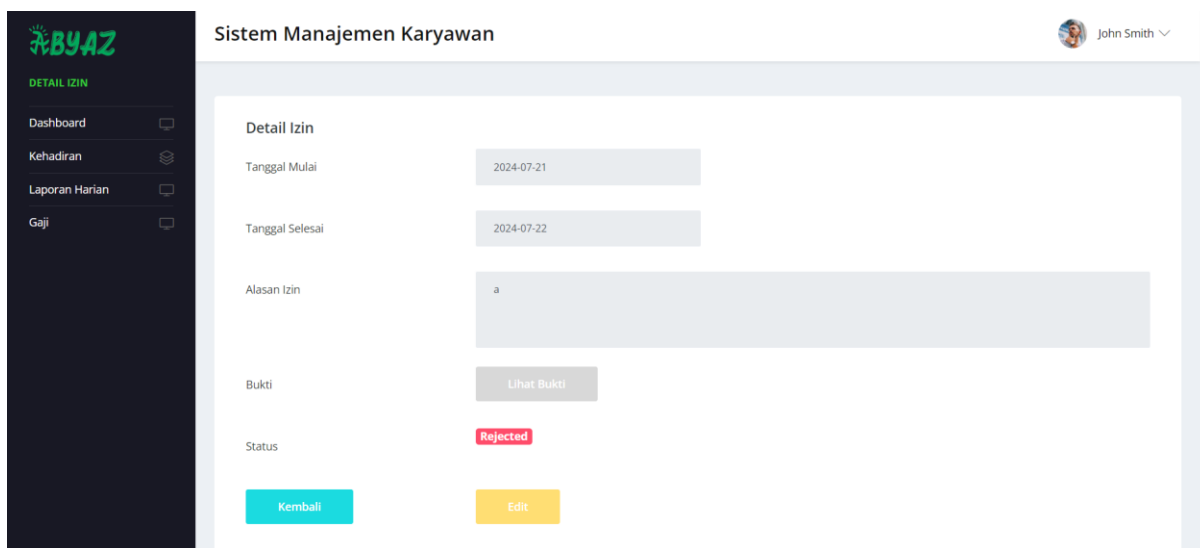 ABYAZ
DETAIL IZIN
Dashboard
Kehadiran
Laporan Harian
Gaji
Sistem Manajemen Karyawan
John Smith
Detail Izin
Tanggal Mulai
2024-07-21
Tanggal Selesai
2024-07-22
Alasan Izin
a
Bukti
Lihat Bukti
Status
Rejected
Kembali
Edit